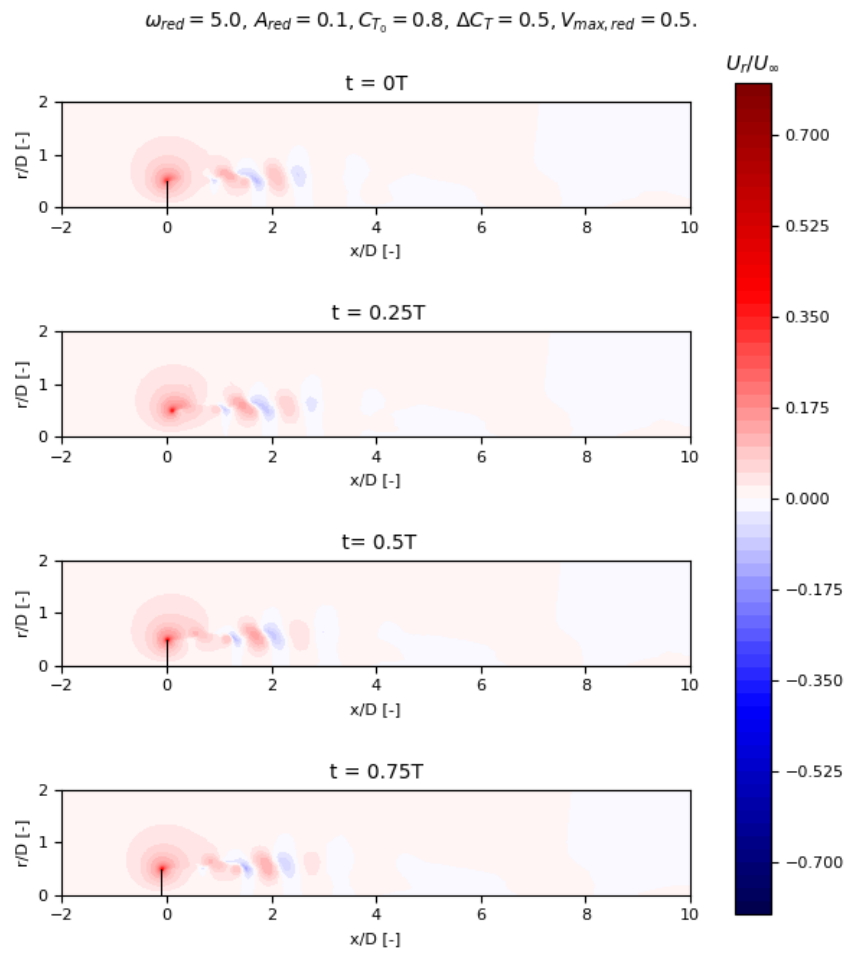 ω_red = 5.0, A_red = 0.1, C_T₀ = 0.8, ΔC_T = 0.5, V_max,red = 0.5.
U_r/U_∞
t = 0T
r/D [-]
2
1
0
−2 0 2 4 6 8 10
x/D [-]
t = 0.25T
r/D [-]
2
1
0
−2 0 2 4 6 8 10
x/D [-]
t= 0.5T
r/D [-]
2
1
0
−2 0 2 4 6 8 10
x/D [-]
t = 0.75T
r/D [-]
2
1
0
−2 0 2 4 6 8 10
x/D [-]
0.700
0.525
0.350
0.175
0.000
−0.175
−0.350
−0.525
−0.700